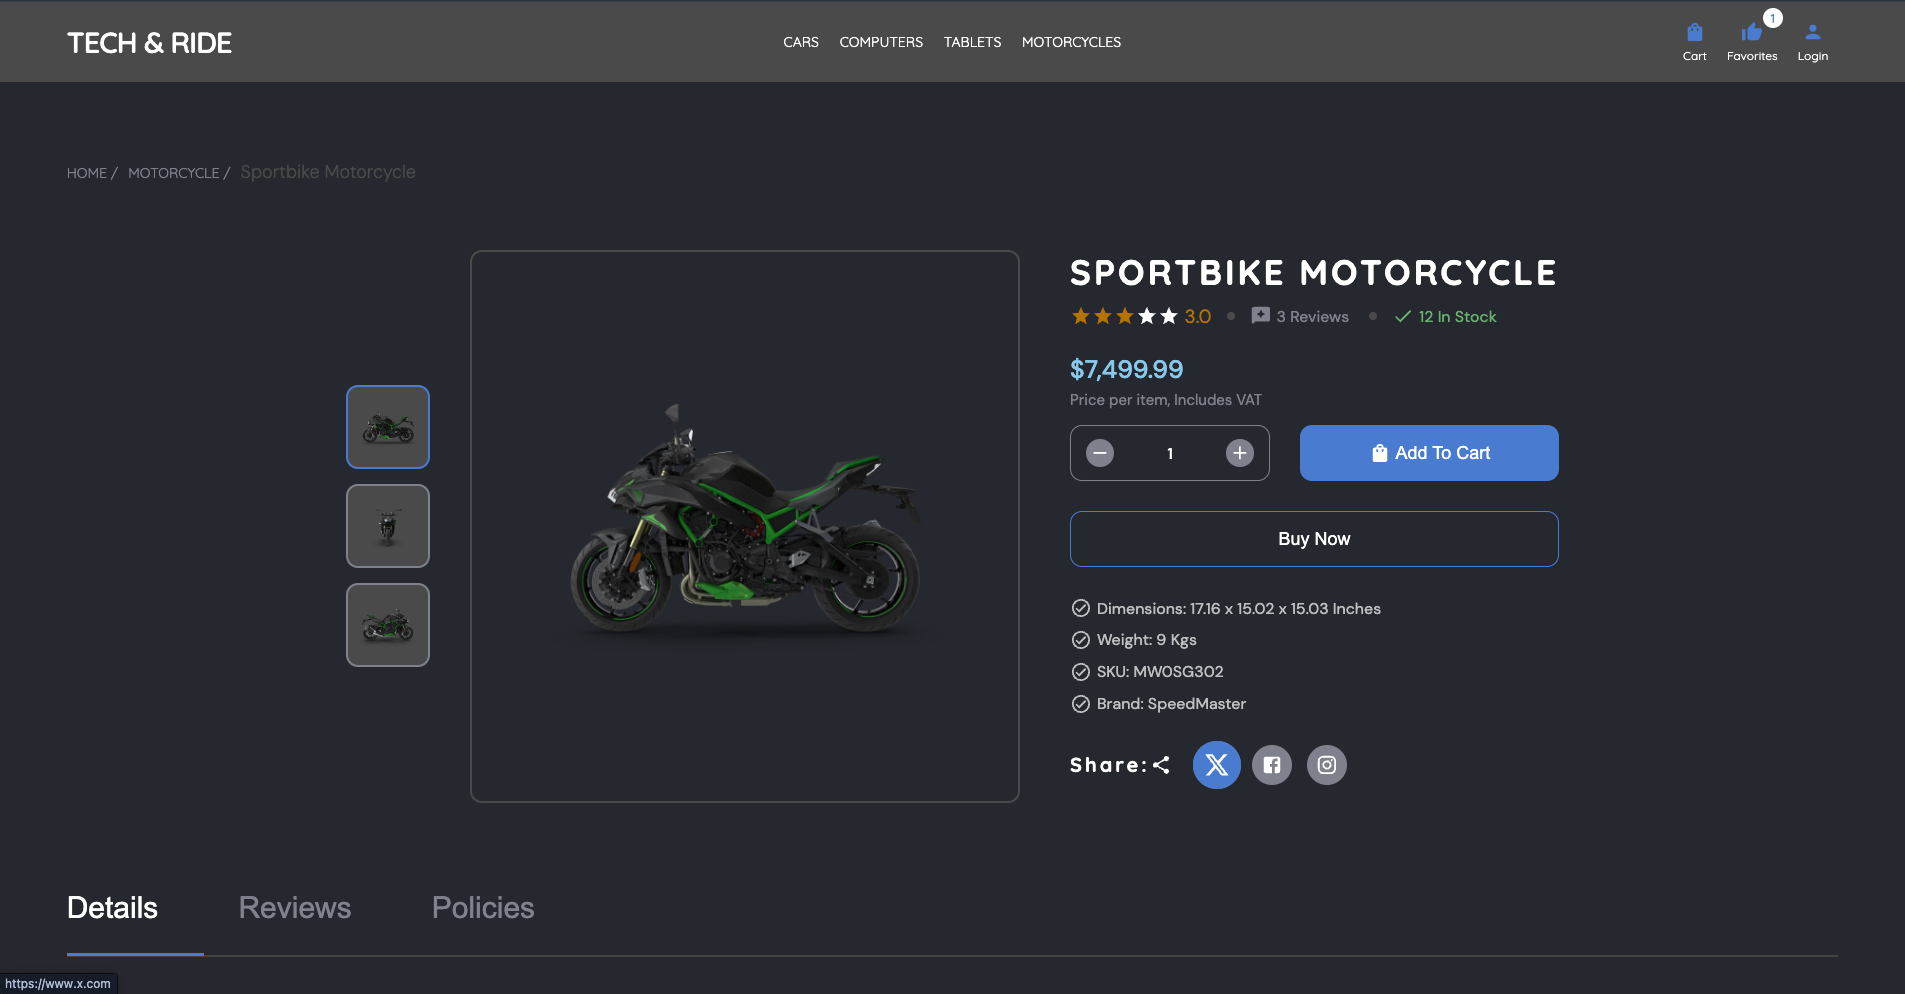 TECH & RIDE
CARS COMPUTERS TABLETS MOTORCYCLES
1
Cart Favorites Login
HOME / MOTORCYCLE / Sportbike Motorcycle
SPORTBIKE MOTORCYCLE
3.0 3 Reviews 12 In Stock
$7,499.99
Price per item, Includes VAT
1 Add To Cart
Buy Now
Dimensions: 17.16 x 15.02 x 15.03 Inches
Weight: 9 Kgs
SKU: MW0SG302
Brand: SpeedMaster
Share:
Details Reviews Policies
https://www.x.com